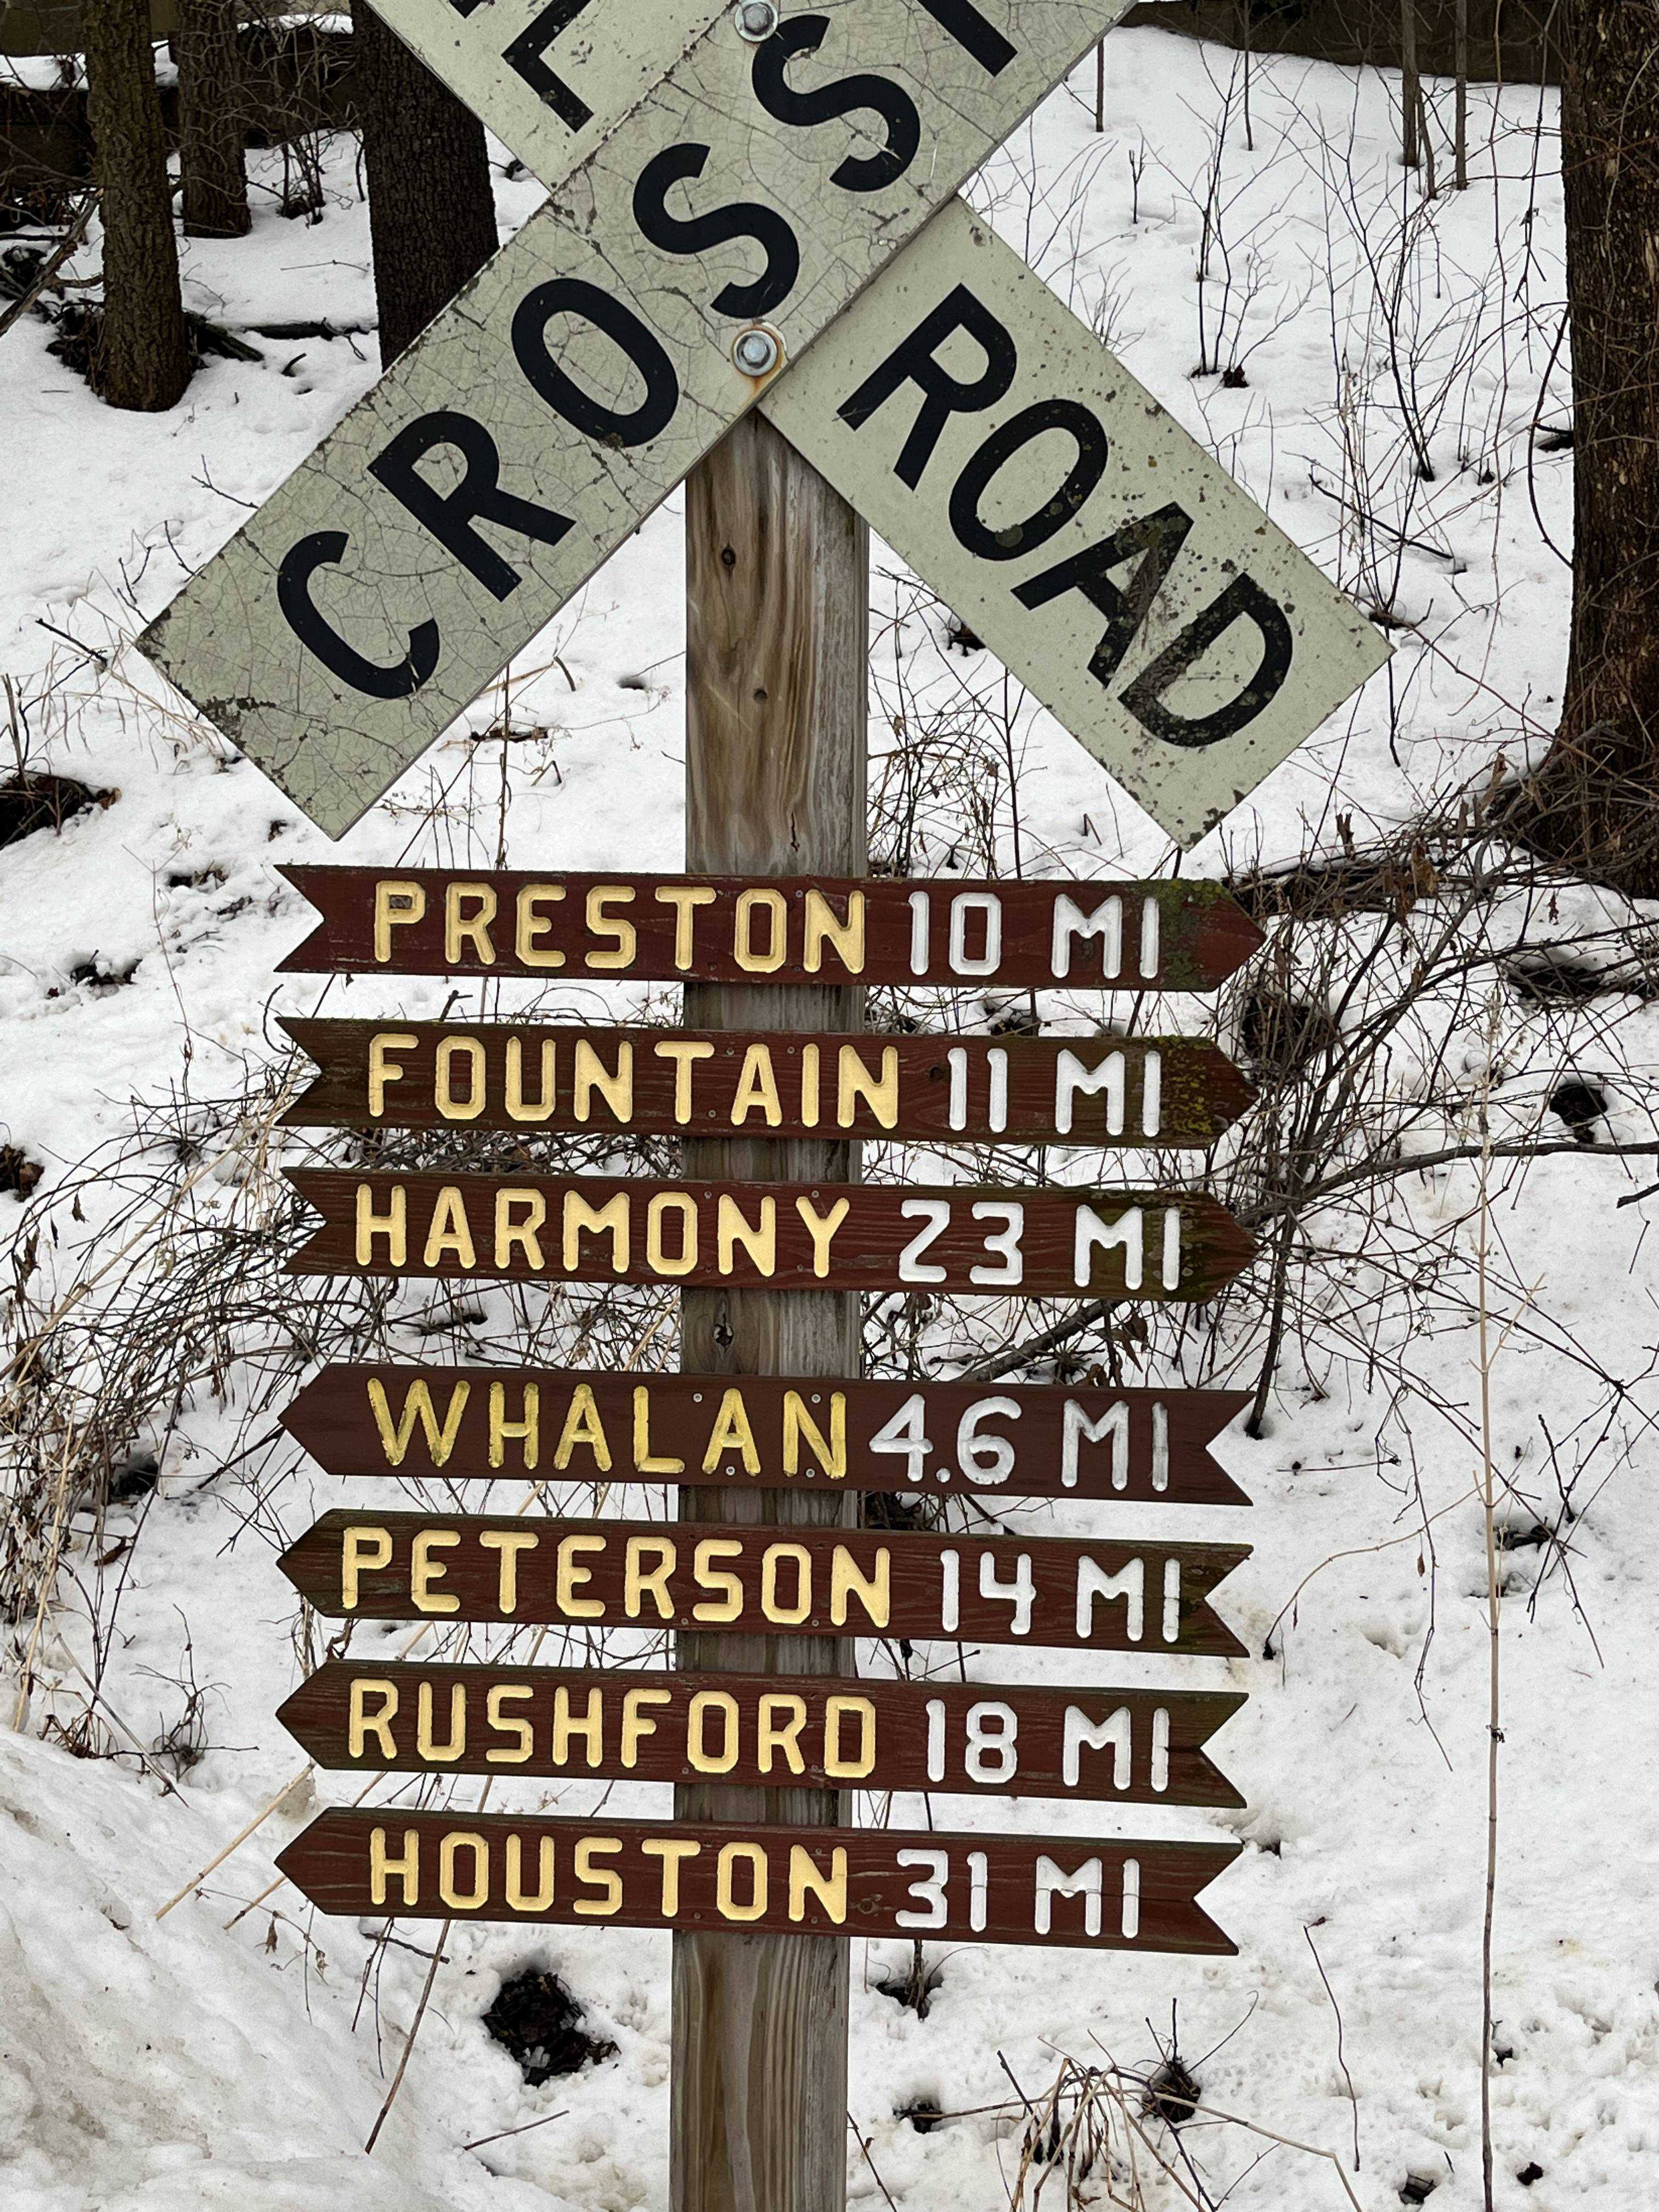 CROSS
ROAD
PRESTON 10 MI
FOUNTAIN 11 MI
HARMONY 23 MI
WHALAN 4.6 MI
PETERSON 14 MI
RUSHFORD 18 MI
HOUSTON 31 MI